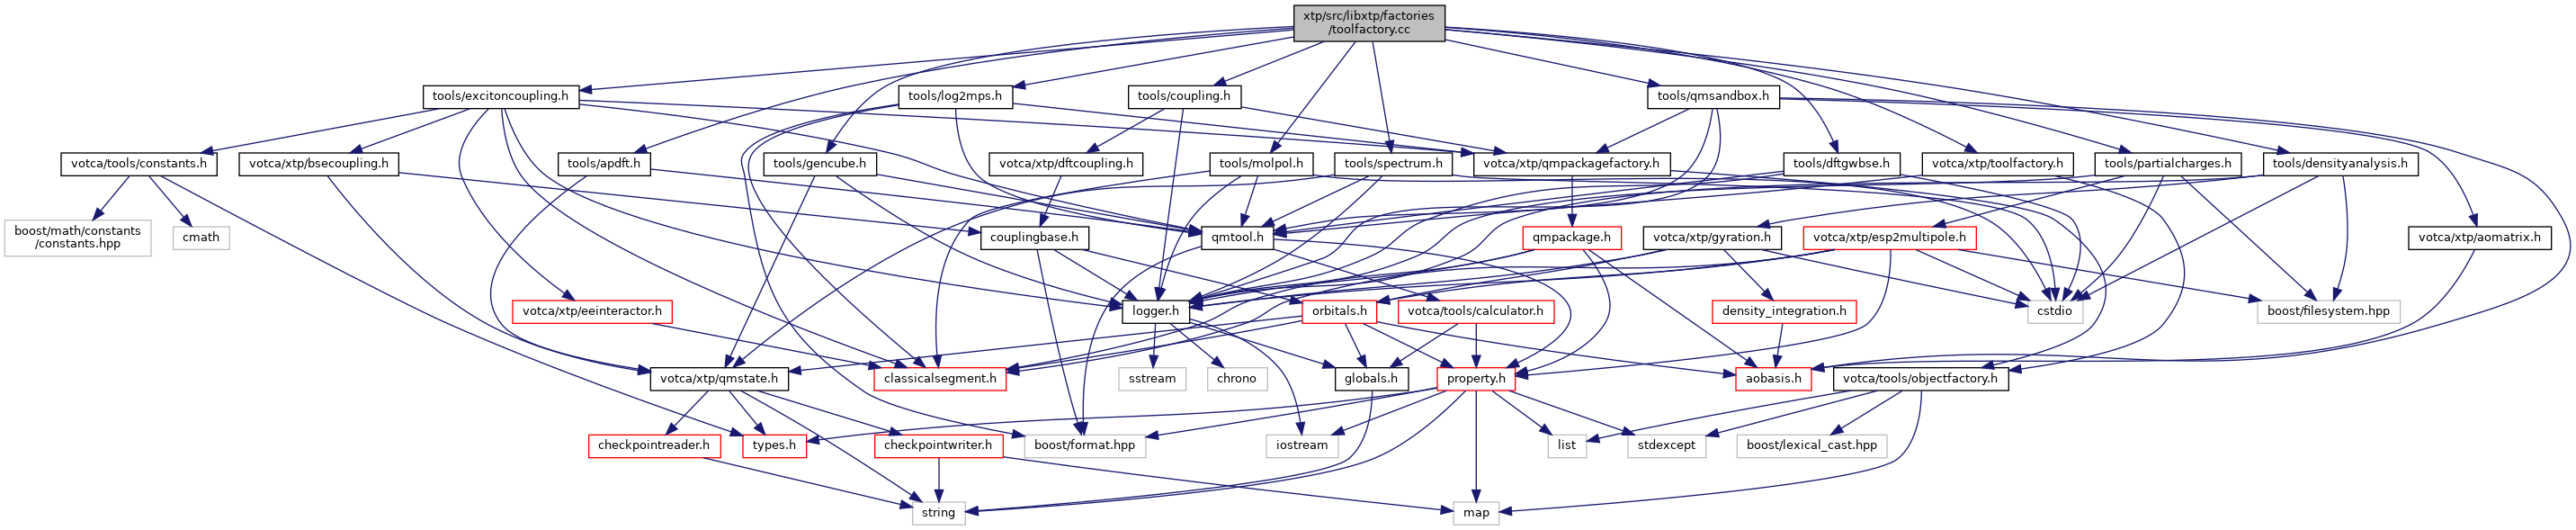 xtp/src/libxtp/factories
/toolfactory.cc
tools/excitoncoupling.h
tools/log2mps.h
tools/coupling.h
tools/qmsandbox.h
votca/tools/constants.h
votca/xtp/bsecoupling.h
tools/apdft.h
tools/gencube.h
votca/xtp/dftcoupling.h
tools/molpol.h
tools/spectrum.h
votca/xtp/qmpackagefactory.h
tools/dftgwbse.h
votca/xtp/toolfactory.h
tools/partialcharges.h
tools/densityanalysis.h
boost/math/constants
/constants.hpp
cmath
couplingbase.h
qmtool.h
qmpackage.h
votca/xtp/gyration.h
votca/xtp/esp2multipole.h
votca/xtp/aomatrix.h
votca/xtp/eeinteractor.h
logger.h
orbitals.h
votca/tools/calculator.h
density_integration.h
cstdio
boost/filesystem.hpp
votca/xtp/qmstate.h
classicalsegment.h
sstream
chrono
globals.h
property.h
aobasis.h
votca/tools/objectfactory.h
checkpointreader.h
types.h
checkpointwriter.h
boost/format.hpp
iostream
list
stdexcept
boost/lexical_cast.hpp
string
map